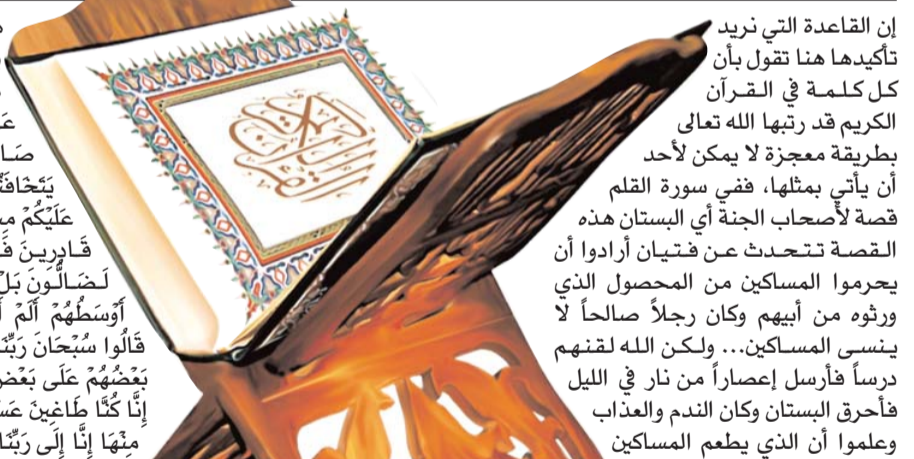 إن القاعدة التي نريد
تأكيدها هنا تقول بأن
كل كلمة في القرآن
الكريم قد رتبها الله تعالى
بطريقة معجزة لا يمكن لأحد
أن يأتي بمثلها، ففي سورة القلم
قصة لأصحاب الجنة أي البستان هذه
القصة تتحدث عن فتيان أرادوا أن
يحرموا المساكين من المحصول الذي
ورثوه من أبيهم وكان رجلاً صالحاً لا
ينسى المساكين... ولكن الله لقنهم
درساً فأرسل إعصاراً من نار في الليل
فأحرق البستان وكان الندم والعذاب
وعلموا أن الذي يطعم المساكين
القرآن الكريم
عَلَيْكُمْ
قَادِرِينَ
لَضَالُّونَ بَلْ
أَوْسَطُهُمْ أَلَمْ
قَالُوا سُبْحَانَ رَبِّنَا
بَعْضُهُمْ عَلَى بَعْضٍ
إِنَّا كُنَّا طَاغِينَ
مِنْهَا إِنَّا إِلَى رَبِّنَا